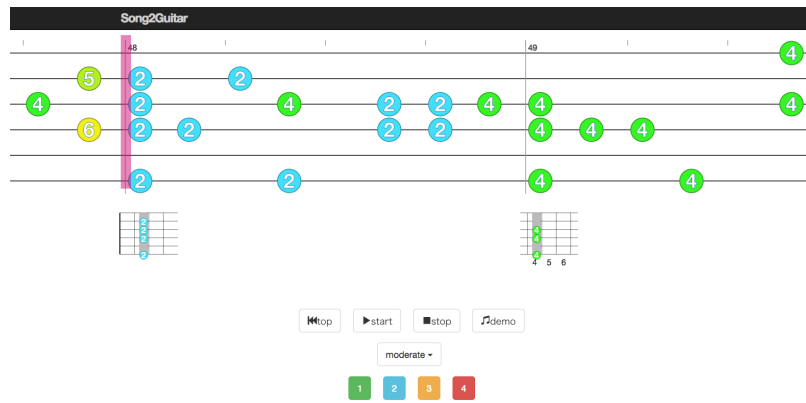 Song2Guitar
48 49
4
5 2 2
4 2 4 2 2 4 4 4
6 2 2 2 2 4 4 4
2 2 4 4
2
2
2
2
4
4
4
4 5 6
top start stop demo
moderate
1 2 3 4